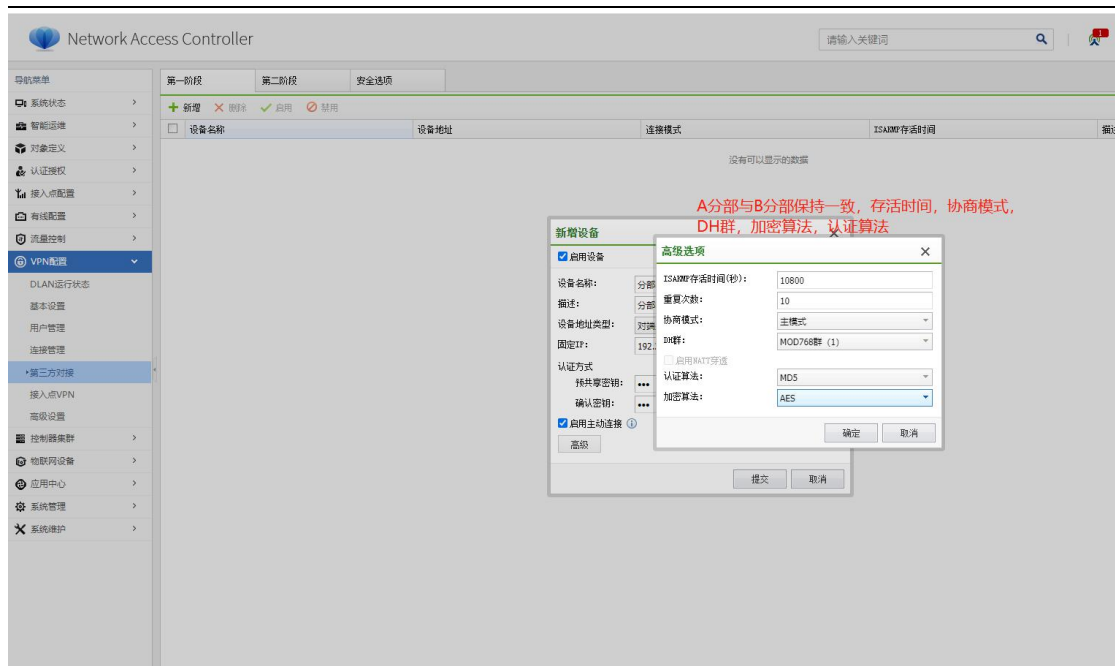 Network Access Controller
请输入关键词
1
导航菜单
第一阶段
第二阶段
安全选项
系统状态
新增
删除
启用
禁用
智能运维
设备名称
设备地址
连接模式
ISAKMP存活时间
对象定义
没有可以显示的数据
认证授权
接入点配置
有线配置
流量控制
VPN配置
DLAN运行状态
基本设置
用户管理
连接管理
第三方对接
接入点VPN
高级设置
控制器集群
物联网设备
应用中心
系统管理
系统维护
A分部与B分部保持一致，存活时间，协商模式，
DH群，加密算法，认证算法
新增设备
启用设备
设备名称：
分部
描述：
分部
设备地址类型：
对端
固定IP：
192.
认证方式
预共享密钥：
•••
确认密钥：
•••
启用主动连接
高级
提交
取消
高级选项
ISAKMP存活时间(秒)：
10800
重复次数：
10
协商模式：
主模式
DH群：
MOD768群 (1)
启用NATT穿透
认证算法：
MD5
加密算法：
AES
确定
取消